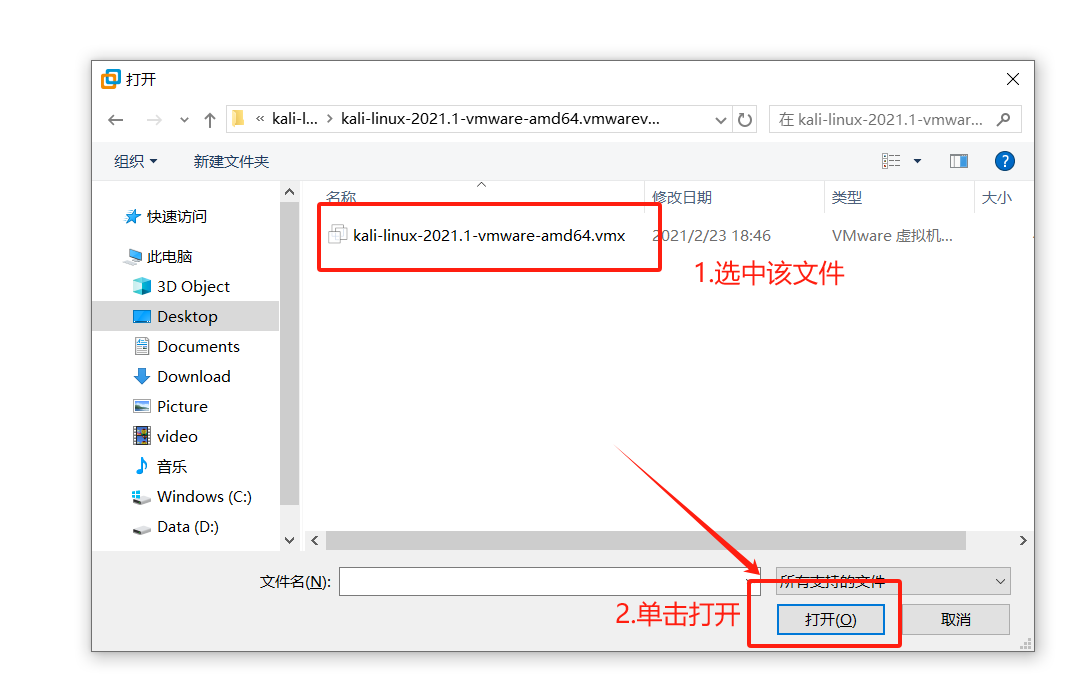 打开
« kali-l... › kali-linux-2021.1-vmware-amd64.vmwarev...
在 kali-linux-2021.1-vmwar...
组织
新建文件夹
名称
修改日期
类型
大小
kali-linux-2021.1-vmware-amd64.vmx
2021/2/23 18:46
VMware 虚拟机...
1.选中该文件
快速访问
此电脑
3D Object
Desktop
Documents
Download
Picture
video
音乐
Windows (C:)
Data (D:)
文件名(N):
所有支持的文件
2.单击打开
打开(O)
取消